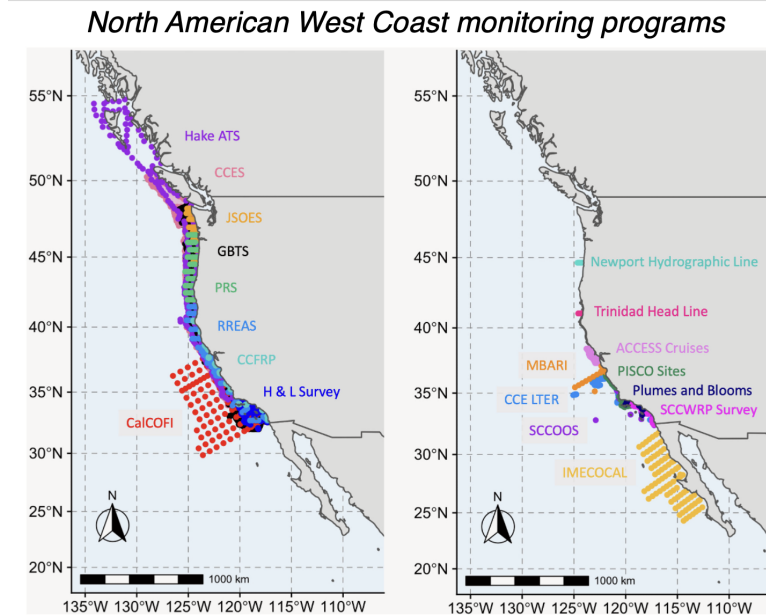 North American West Coast monitoring programs
55°N
50°N
45°N
40°N
35°N
30°N
25°N
20°N
Hake ATS
CCES
JSOES
GBTS
PRS
RREAS
CCFRP
H & L Survey
CalCOFI
N
1000 km
135°W 130°W 125°W 120°W 115°W 110°W
55°N
50°N
45°N
40°N
35°N
30°N
25°N
20°N
Newport Hydrographic Line
Trinidad Head Line
ACCESS Cruises
MBARI
PISCO Sites
Plumes and Blooms
CCE LTER
SCCWRP Survey
SCCOOS
IMECOCAL
N
1000 km
135°W 130°W 125°W 120°W 115°W 110°W